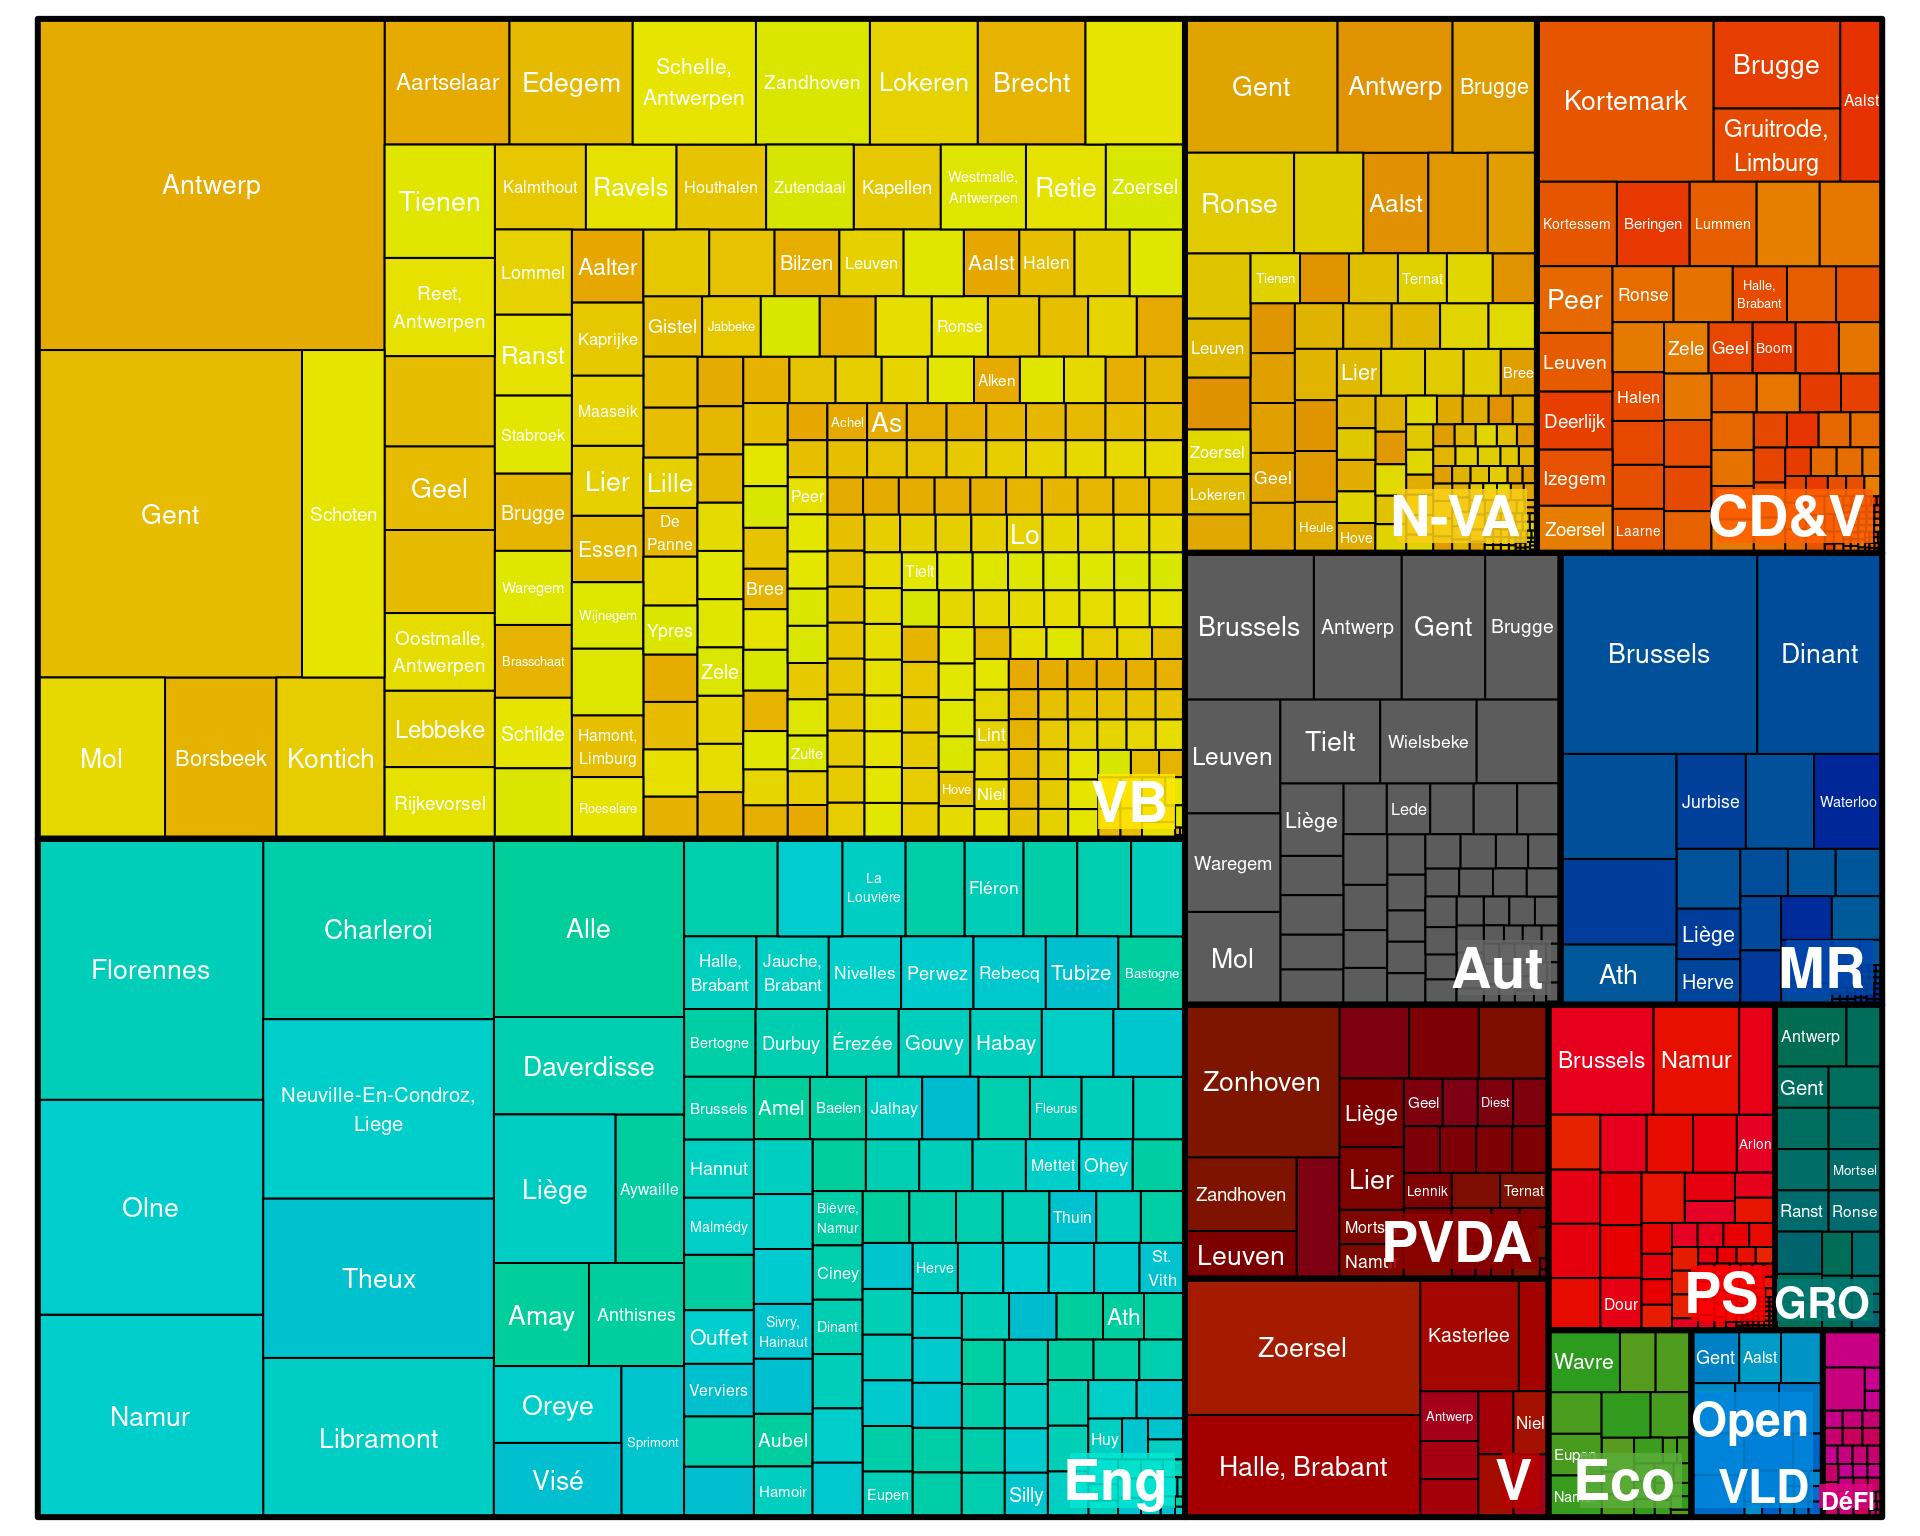 Antwerp
Gent
Schoten
Mol
Borsbeek
Kontich
Aartselaar
Edegem
Schelle,
Antwerpen
Zandhoven
Lokeren
Brecht
Tienen
Reet,
Antwerpen
Geel
Oostmalle,
Antwerpen
Lebbeke
Rijkevorsel
Kalmthout
Ravels
Houthalen
Zutendaal
Kapellen
Westmalle,
Antwerpen
Retie
Zoersel
Lommel
Ranst
Stabroek
Brugge
Waregem
Brasschaat
Schilde
Aalter
Kaprijke
Maaseik
Lier
Essen
Wijnegem
Hamont,
Limburg
Roeselare
Bilzen
Leuven
Aalst
Halen
Gistel
Jabbeke
Ronse
Lille
De
Panne
Ypres
Zele
Alken
Achel
As
Peer
Bree
Lo
Tielt
Zulte
Lint
Hove
Niel
VB
Florennes
Olne
Namur
Charleroi
Neuville-En-Condroz,
Liege
Theux
Libramont
Alle
Daverdisse
Liège
Aywaille
Amay
Anthisnes
Oreye
Visé
Sprimont
La
Louvière
Fléron
Halle,
Brabant
Jauche,
Brabant
Nivelles
Perwez
Rebecq
Tubize
Bastogne
Bertogne
Durbuy
Érezée
Gouvy
Habay
Brussels
Amel
Baelen
Jalhay
Fleurus
Hannut
Malmédy
Ouffet
Verviers
Mettet
Ohey
Bièvre,
Namur
Thuin
Ciney
Herve
St.
Vith
Sivry,
Hainaut
Dinant
Ath
Aubel
Hamoir
Huy
Eupen
Silly
Eng
Gent
Antwerp
Brugge
Ronse
Aalst
Tienen
Ternat
Leuven
Lier
Bree
Zoersel
Lokeren
Geel
Heule
Hove
N-VA
Kortemark
Brugge
Aalst
Gruitrode,
Limburg
Kortessem
Beringen
Lummen
Peer
Ronse
Halle,
Brabant
Leuven
Zele
Geel
Boom
Deerlijk
Halen
Izegem
Zoersel
Laarne
CD&V
Brussels
Antwerp
Gent
Brugge
Leuven
Tielt
Wielsbeke
Waregem
Liège
Lede
Mol
Aut
Brussels
Dinant
Jurbise
Waterloo
Liège
Ath
Herve
MR
Zonhoven
Zandhoven
Leuven
Liège
Geel
Diest
Lier
Lennik
Ternat
Morts
Nam
PVDA
Zoersel
Halle, Brabant
Kasterlee
Antwerp
Niel
V
Brussels
Namur
Arlon
Dour
PS
Antwerp
Gent
Mortsel
Ranst
Ronse
GRO
Wavre
Eupen
Nam
Eco
Gent
Aalst
Open
VLD
DéFI